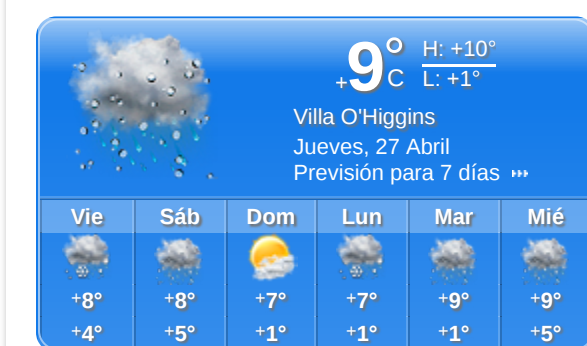 +9°C
H: +10°
L: +1°
Villa O'Higgins
Jueves, 27 Abril
Previsión para 7 días
Vie Sáb Dom Lun Mar Mié
+8° +8° +7° +7° +9° +9°
+4° +5° +1° +1° +1° +5°